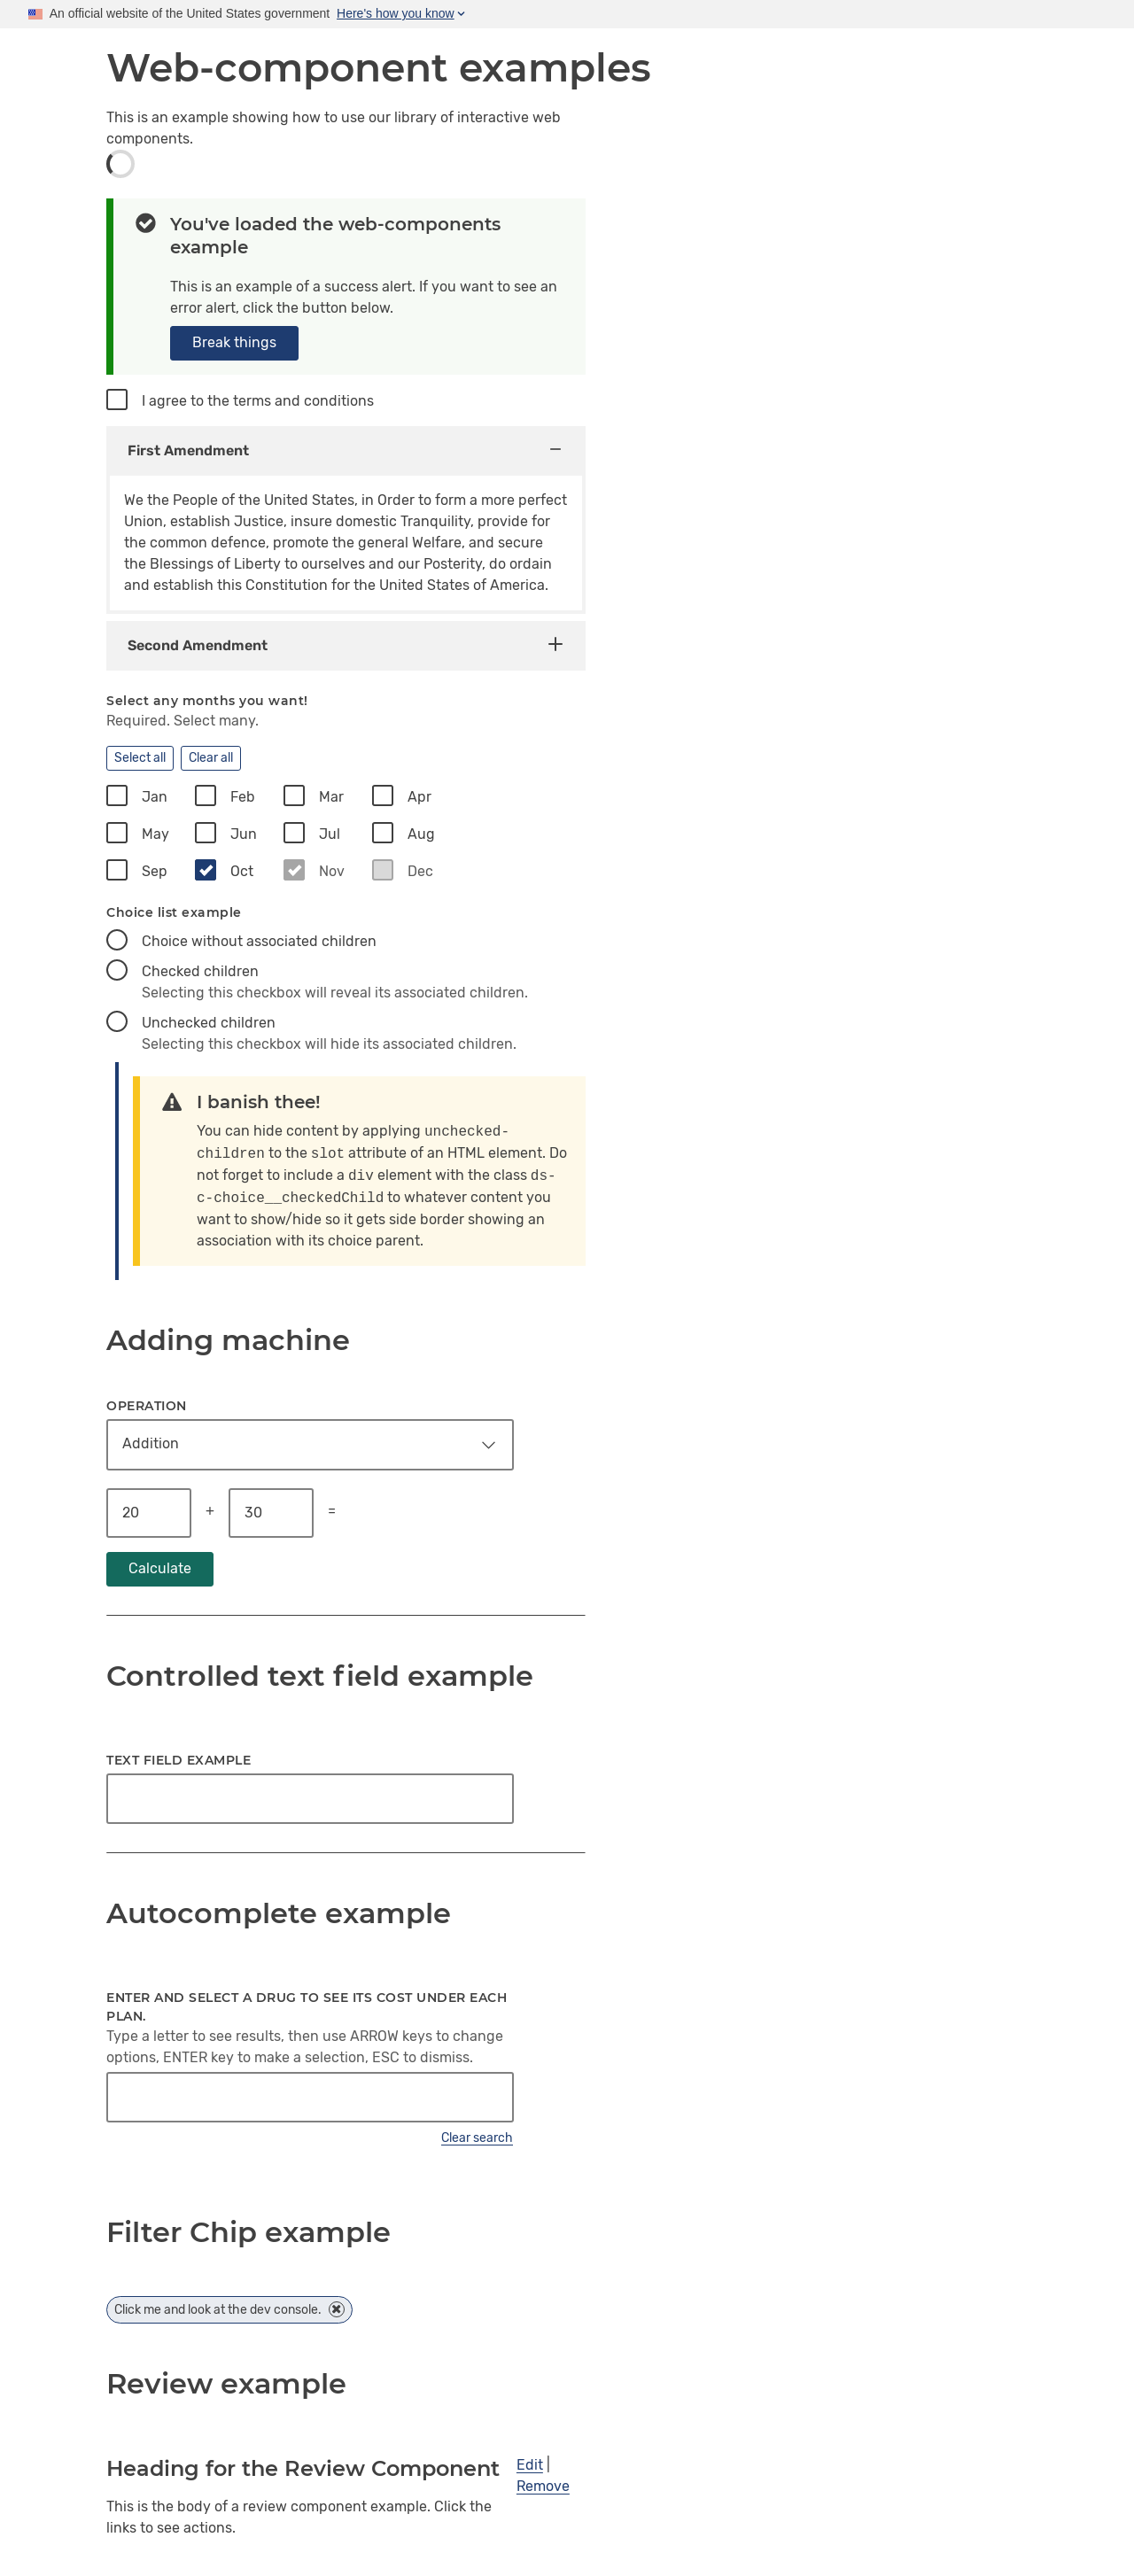 An official website of the United States government Here's how you know
Web-component examples
This is an example showing how to use our library of interactive web
components.
You've loaded the web-components
example
This is an example of a success alert. If you want to see an
error alert, click the button below.
Break things
I agree to the terms and conditions
First Amendment
We the People of the United States, in Order to form a more perfect
Union, establish Justice, insure domestic Tranquility, provide for
the common defence, promote the general Welfare, and secure
the Blessings of Liberty to ourselves and our Posterity, do ordain
and establish this Constitution for the United States of America.
Second Amendment
Select any months you want!
Required. Select many.
Select all Clear all
Jan Feb Mar Apr
May Jun Jul Aug
Sep Oct Nov Dec
Choice list example
Choice without associated children
Checked children
Selecting this checkbox will reveal its associated children.
Unchecked children
Selecting this checkbox will hide its associated children.
I banish thee!
You can hide content by applying unchecked-
children to the slot attribute of an HTML element. Do
not forget to include a div element with the class ds-
c-choice__checkedChild to whatever content you
want to show/hide so it gets side border showing an
association with its choice parent.
Adding machine
OPERATION
Addition
20 + 30 =
Calculate
Controlled text field example
TEXT FIELD EXAMPLE
Autocomplete example
ENTER AND SELECT A DRUG TO SEE ITS COST UNDER EACH
PLAN.
Type a letter to see results, then use ARROW keys to change
options, ENTER key to make a selection, ESC to dismiss.
Clear search
Filter Chip example
Click me and look at the dev console.
Review example
Heading for the Review Component
Edit |
Remove
This is the body of a review component example. Click the
links to see actions.